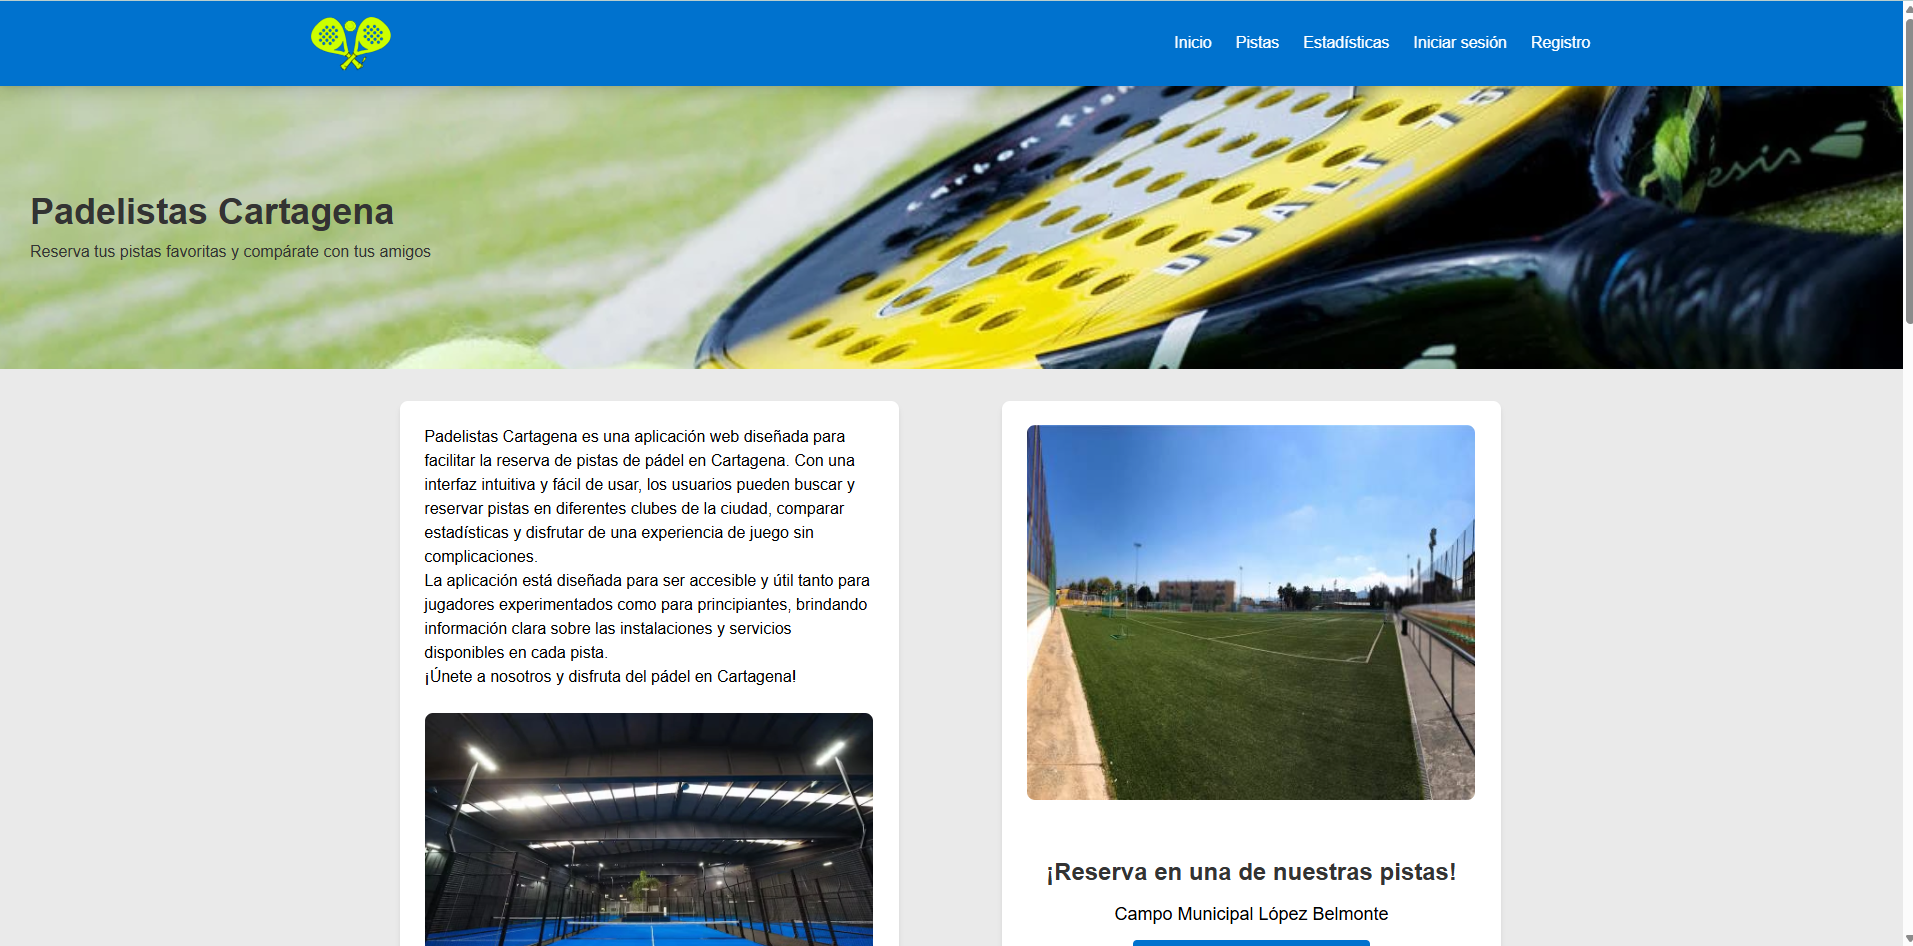 Inicio Pistas Estadísticas Iniciar sesión Registro
Carbon
DUALT
esis
Padelistas Cartagena
Reserva tus pistas favoritas y compárate con tus amigos
Padelistas Cartagena es una aplicación web diseñada para
facilitar la reserva de pistas de pádel en Cartagena. Con una
interfaz intuitiva y fácil de usar, los usuarios pueden buscar y
reservar pistas en diferentes clubes de la ciudad, comparar
estadísticas y disfrutar de una experiencia de juego sin
complicaciones.
La aplicación está diseñada para ser accesible y útil tanto para
jugadores experimentados como para principiantes, brindando
información clara sobre las instalaciones y servicios
disponibles en cada pista.
¡Únete a nosotros y disfruta del pádel en Cartagena!
¡Reserva en una de nuestras pistas!
Campo Municipal López Belmonte